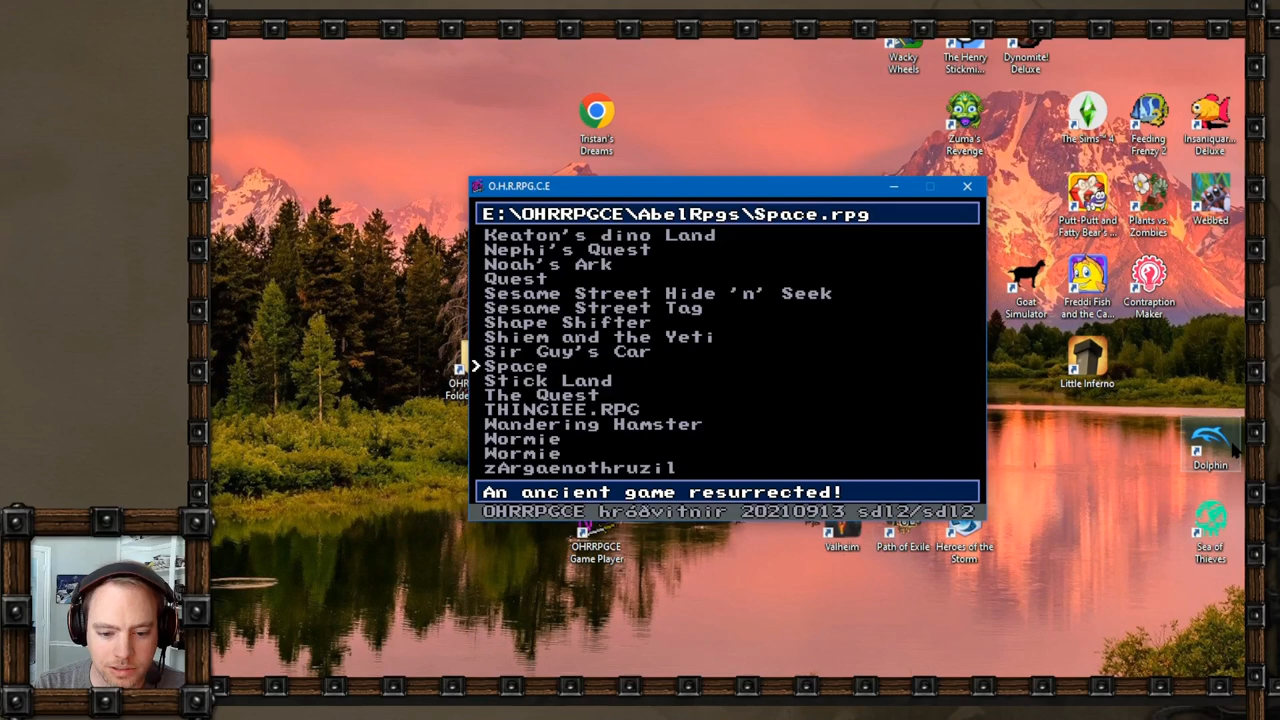 Wacky
Wheels
The Henry
Stickmi...
Dynomite!
Deluxe
Tristan's
Dreams
Zuma's
Revenge
The Sims™ 4
Feeding
Frenzy 2
Insaniquar...
Deluxe
O.H.R.RPG.C.E
E:\OHRRPGCE\AbelRpgs\Space.rpg
Keaton's dino Land
Nephi's Quest
Noah's Ark
Quest
Sesame Street Hide 'n' Seek
Sesame Street Tag
Shape Shifter
Shiem and the Yeti
Sir Guy's Car
Space
Stick Land
The Quest
THINGIEE.RPG
Wandering Hamster
Wormie
Wormie
zArgaenothruzil
An ancient game resurrected!
OHRRPGCE hróðvitnir 20210913 sdl2/sdl2
Putt-Putt and
Fatty Bear's ...
Plants vs.
Zombies
Webbed
Goat
Simulator
Freddi Fish
and the Ca...
Contraption
Maker
Little Inferno
OHR
Folde
Dolphin
OHRRPGCE
Game Player
Valheim
Path of Exile
Heroes of the
Storm
Sea of
Thieves